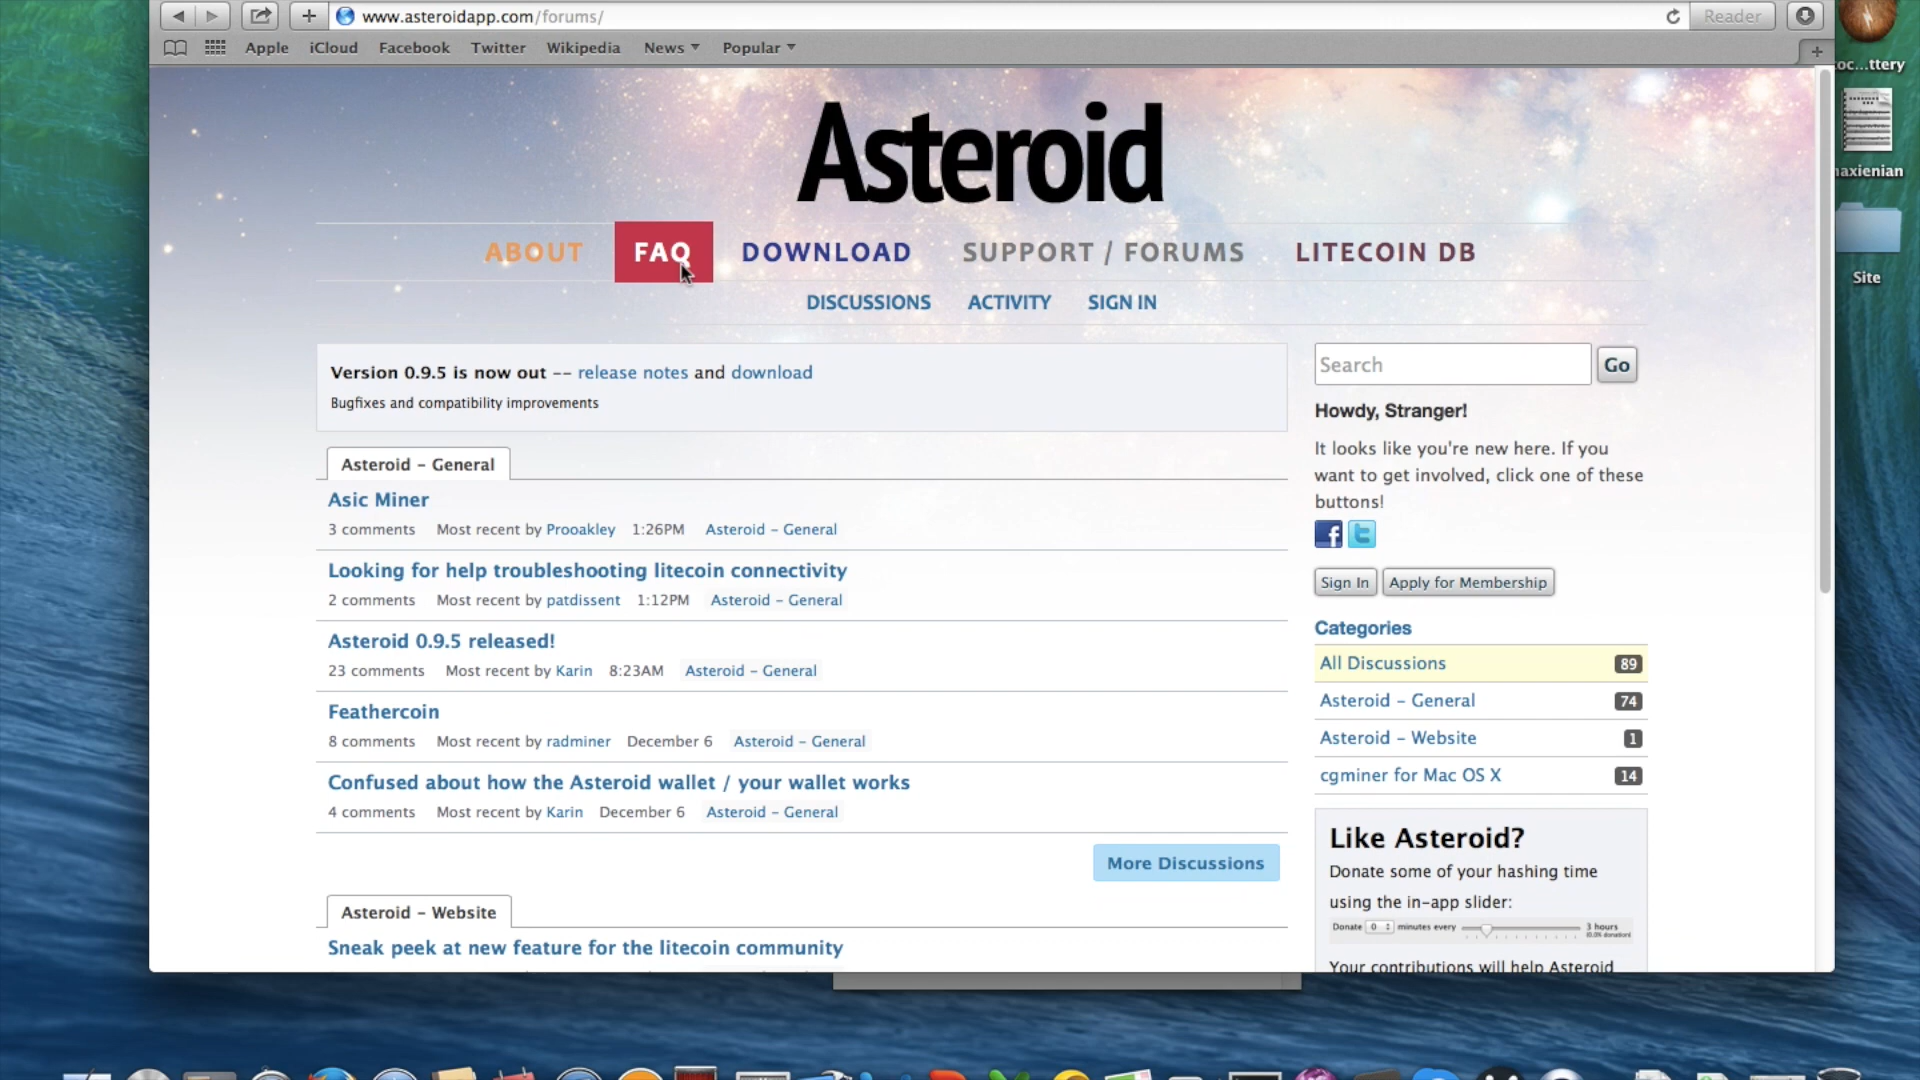 www.asteroidapp.com/forums/
Reader
Apple iCloud Facebook Twitter Wikipedia News Popular
oc...ttery
Asteroid
naxienian
ABOUT FAQ DOWNLOAD SUPPORT / FORUMS LITECOIN DB
Site
DISCUSSIONS ACTIVITY SIGN IN
Version 0.9.5 is now out -- release notes and download
Bugfixes and compatibility improvements
Asteroid – General
Asic Miner
3 comments Most recent by Prooakley 1:26PM Asteroid – General
Looking for help troubleshooting litecoin connectivity
2 comments Most recent by patdissent 1:12PM Asteroid – General
Asteroid 0.9.5 released!
23 comments Most recent by Karin 8:23AM Asteroid – General
Feathercoin
8 comments Most recent by radminer December 6 Asteroid – General
Confused about how the Asteroid wallet / your wallet works
4 comments Most recent by Karin December 6 Asteroid – General
More Discussions
Asteroid – Website
Sneak peek at new feature for the litecoin community
Search Go
Howdy, Stranger!
It looks like you're new here. If you
want to get involved, click one of these
buttons!
Sign In Apply for Membership
Categories
All Discussions 89
Asteroid – General 74
Asteroid – Website 1
cgminer for Mac OS X 14
Like Asteroid?
Donate some of your hashing time
using the in-app slider:
Donate 0 minutes every 3 hours
(0.0% donation)
Your contributions will help Asteroid